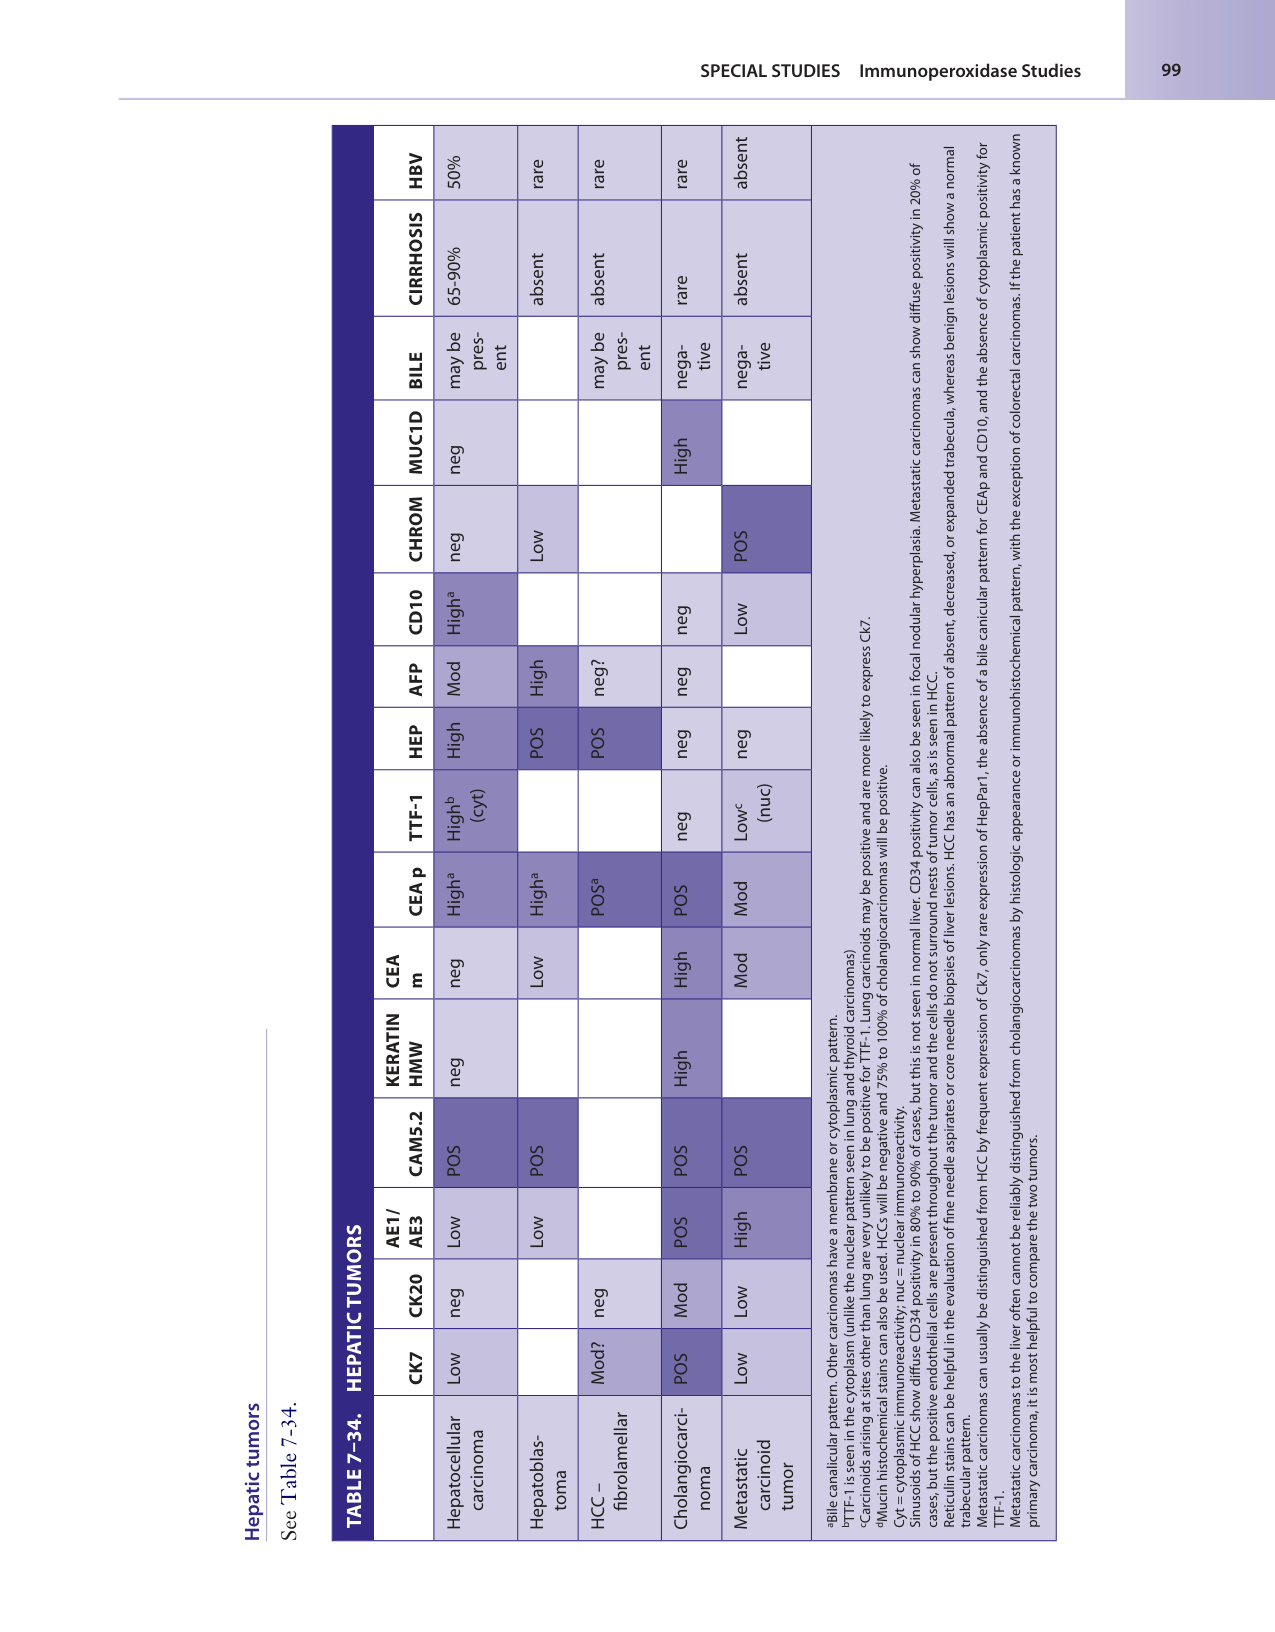 SPECIAL STUDIES Immunoperoxidase Studies 99
Hepatic tumors
See Table 7-34.
TABLE 7–34. HEPATIC TUMORS
CK7 CK20 AE1/ AE3 CAM5.2 KERATIN HMW CEA m CEA p TTF-1 HEP AFP CD10 CHROM MUC1D BILE CIRRHOSIS HBV
Hepatocellular carcinoma Low neg Low POS neg neg Highᵃ Highᵇ (cyt) High Mod Highᵃ neg neg may be pres-ent 65-90% 50%
Hepatoblas-toma Low POS Low Highᵃ POS High Low absent rare
HCC – fibrolamellar Mod? neg POSᵃ POS neg? may be pres-ent absent rare
Cholangiocarci-noma POS Mod POS POS High High POS neg neg neg neg High nega-tive rare rare
Metastatic carcinoid tumor Low Low High POS Mod Mod Lowᶜ (nuc) neg Low POS nega-tive absent absent
ᵃBile canalicular pattern. Other carcinomas have a membrane or cytoplasmic pattern.
ᵇTTF-1 is seen in the cytoplasm (unlike the nuclear pattern seen in lung and thyroid carcinomas)
ᶜCarcinoids arising at sites other than lung are very unlikely to be positive for TTF-1. Lung carcinoids may be positive and are more likely to express Ck7.
ᵈMucin histochemical stains can also be used. HCCs will be negative and 75% to 100% of cholangiocarcinomas will be positive.
Cyt = cytoplasmic immunoreactivity; nuc = nuclear immunoreactivity.
Sinusoids of HCC show diffuse CD34 positivity in 80% to 90% of cases, but this is not seen in normal liver. CD34 positivity can also be seen in focal nodular hyperplasia. Metastatic carcinomas can show diffuse positivity in 20% of
cases, but the positive endothelial cells are present throughout the tumor and the cells do not surround nests of tumor cells, as is seen in HCC.
Reticulin stains can be helpful in the evaluation of fine needle aspirates or core needle biopsies of liver lesions. HCC has an abnormal pattern of absent, decreased, or expanded trabecula, whereas benign lesions will show a normal
trabecular pattern.
Metastatic carcinomas can usually be distinguished from HCC by frequent expression of Ck7, only rare expression of HepPar1, the absence of a bile canicular pattern for CEAp and CD10, and the absence of cytoplasmic positivity for
TTF-1.
Metastatic carcinomas to the liver often cannot be reliably distinguished from cholangiocarcinomas by histologic appearance or immunohistochemical pattern, with the exception of colorectal carcinomas. If the patient has a known
primary carcinoma, it is most helpful to compare the two tumors.